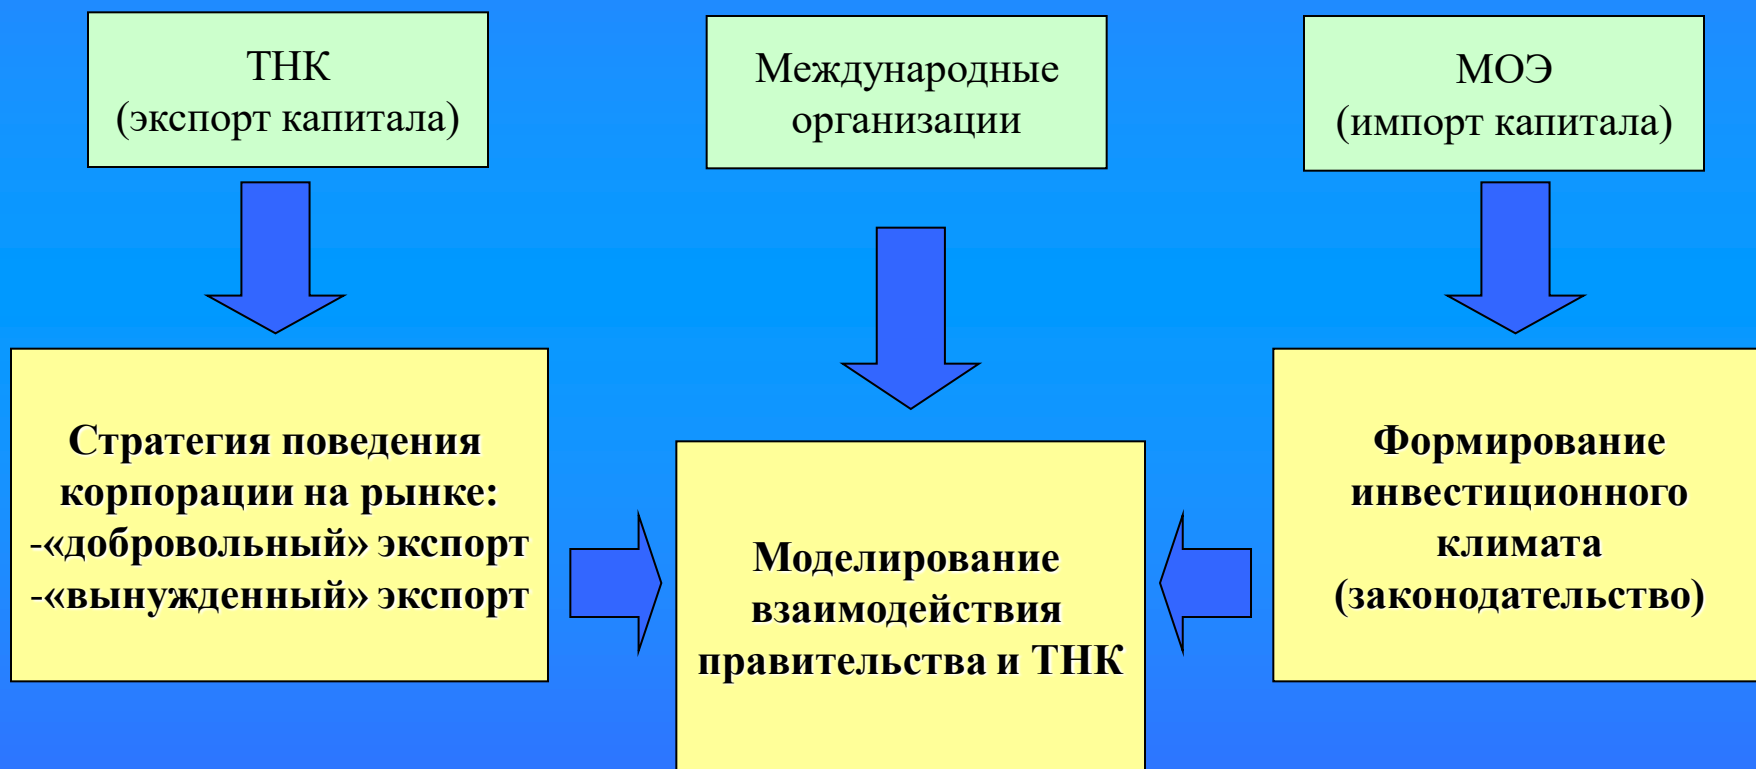 ТНК
(экспорт капитала)
Международные
организации
МОЭ
(импорт капитала)
Стратегия поведения
корпорации на рынке:
-«добровольный» экспорт
-«вынужденный» экспорт
Моделирование
взаимодействия
правительства и ТНК
Формирование
инвестиционного
климата
(законодательство)